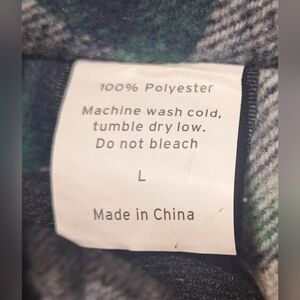 100% Polyester
Machine wash cold,
tumble dry low.
Do not bleach
L
Made in China